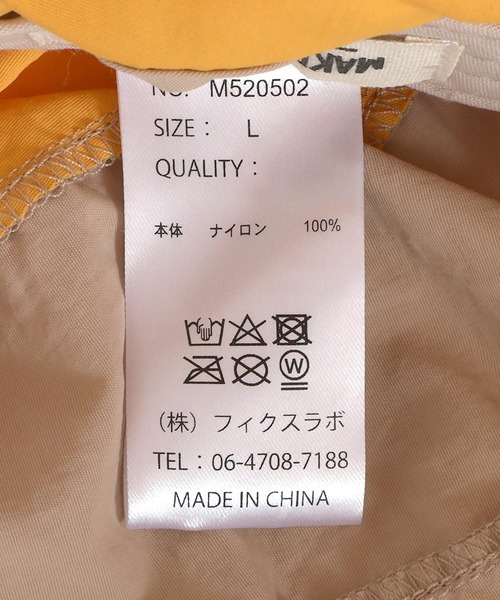 MAK
NO. M520502
SIZE : L
QUALITY :
本体 ナイロン 100%
W
（株）フィクスラボ
TEL : 06-4708-7188
MADE IN CHINA